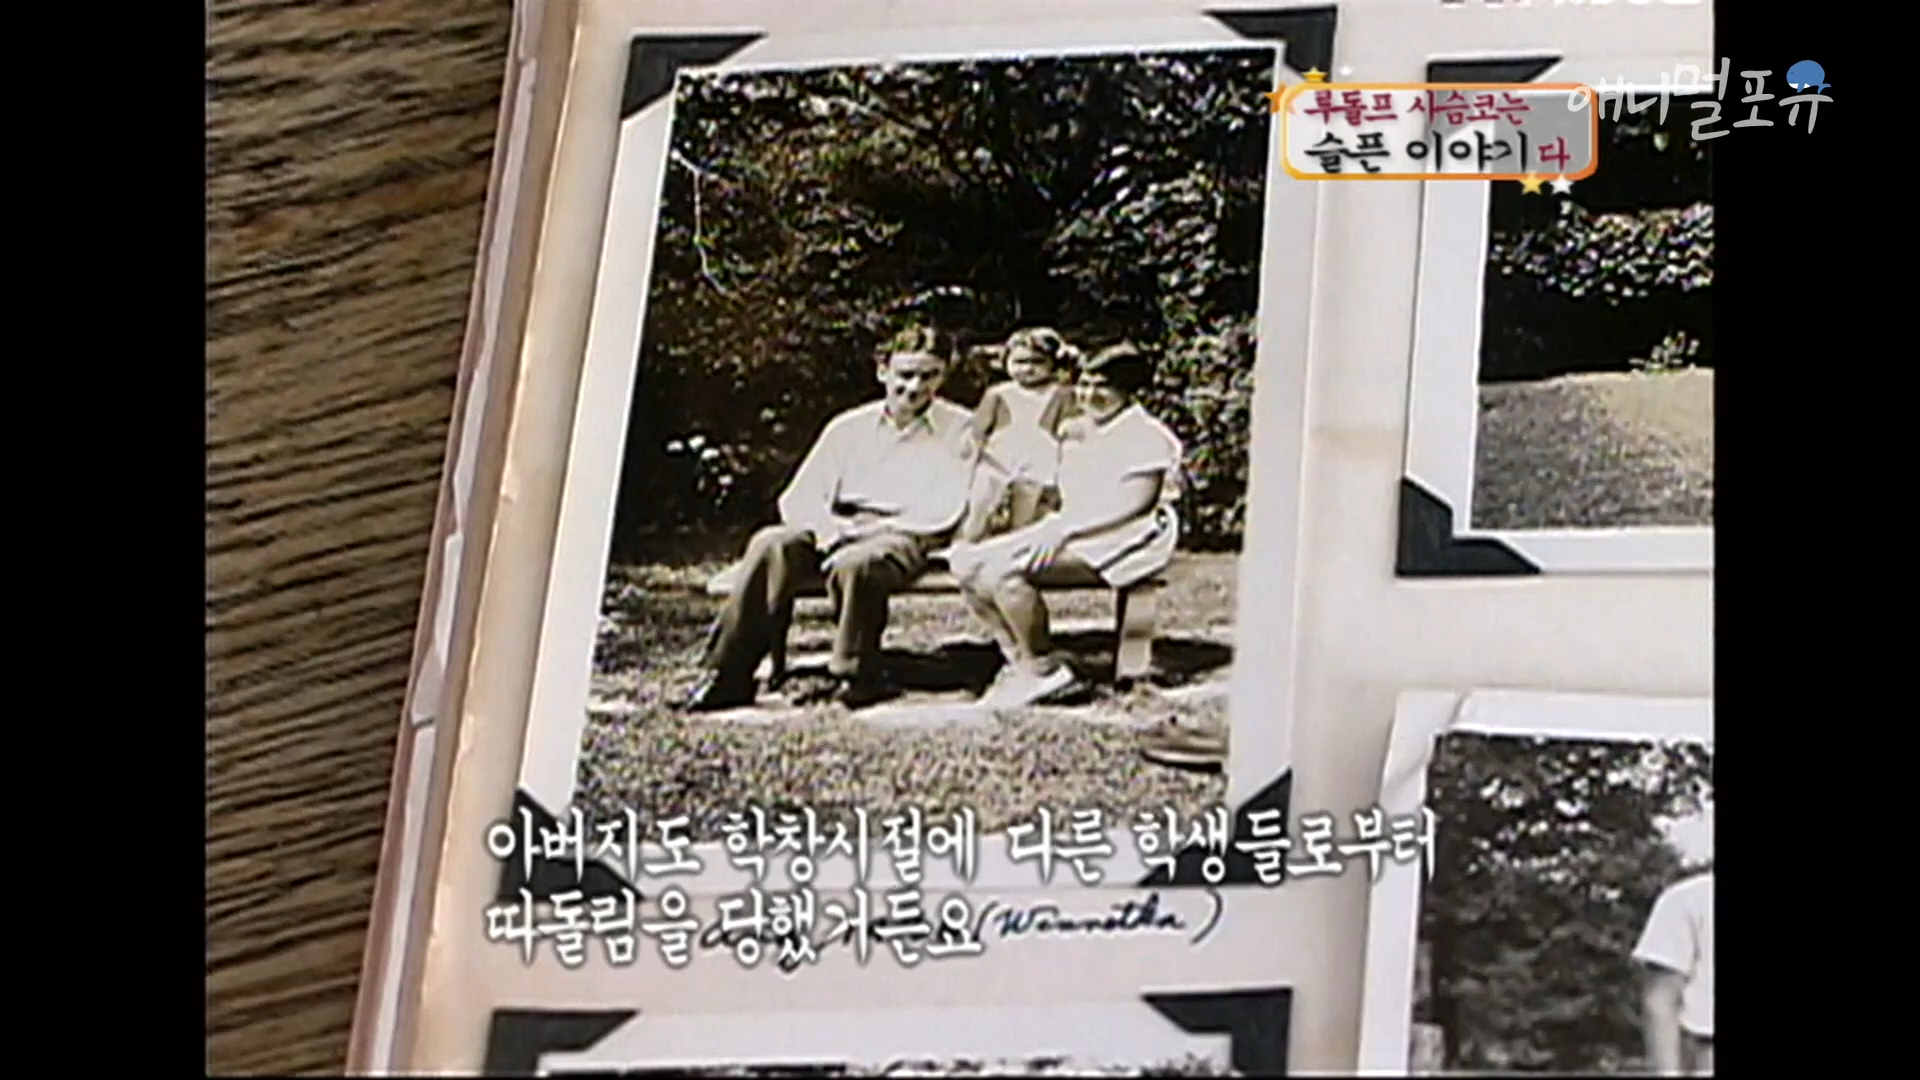 루돌프 사슴코는
슬픈 이야기다
애니멀포유
아버지도 학창시절에 다른 학생들로부터
따돌림을 당했거든요
(Winnetka)